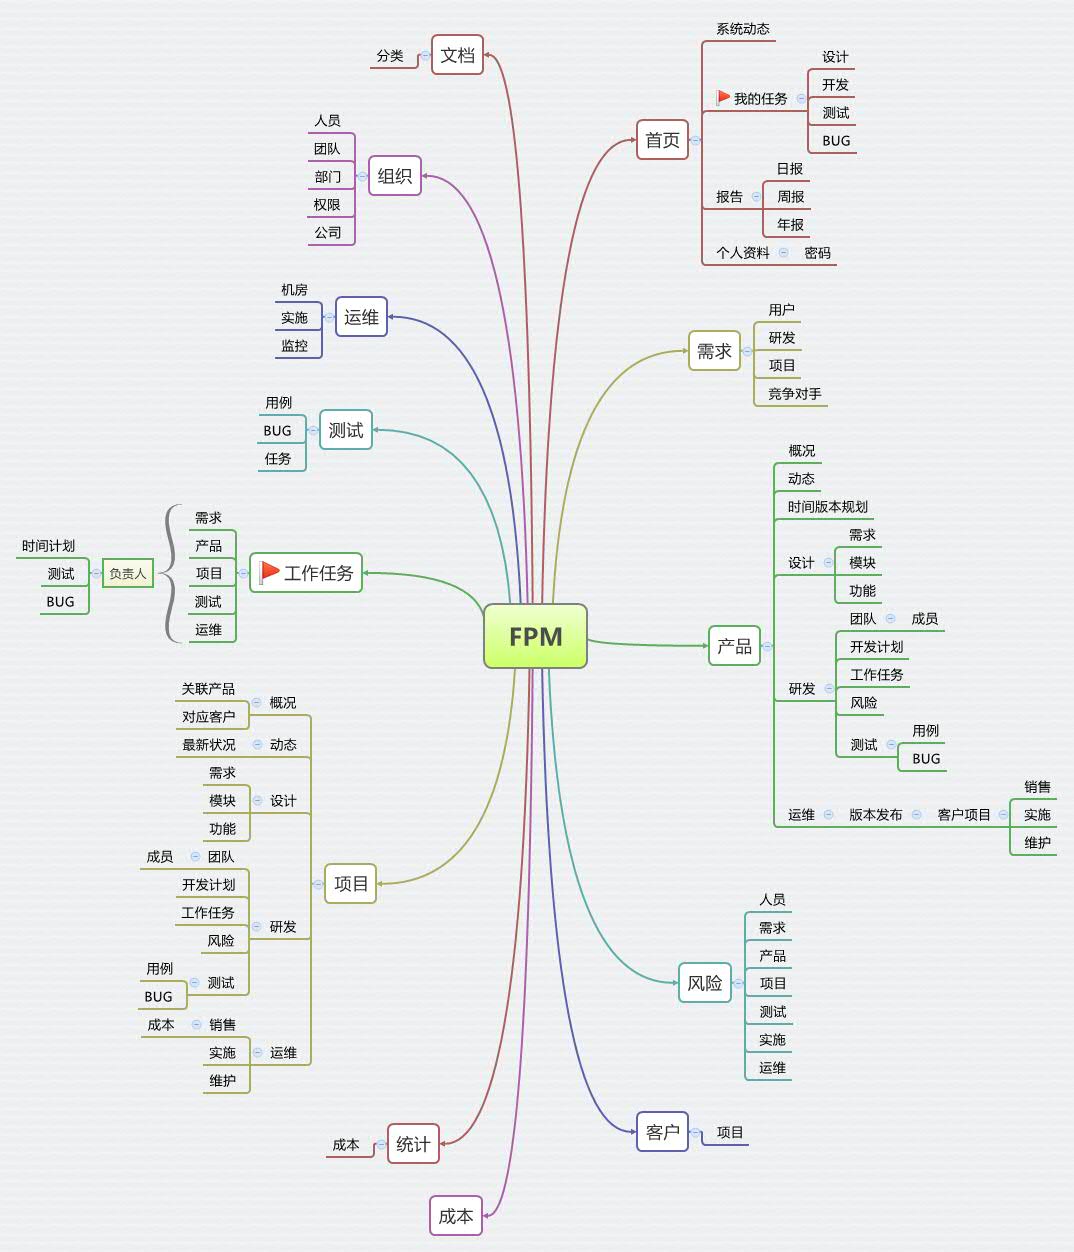 FPM
首页
系统动态
我的任务
设计
开发
测试
BUG
报告
日报
周报
年报
个人资料
密码
需求
用户
研发
项目
竞争对手
产品
概况
动态
时间版本规划
设计
需求
模块
功能
研发
团队
成员
开发计划
工作任务
风险
测试
用例
BUG
运维
版本发布
客户项目
销售
实施
维护
风险
人员
需求
产品
项目
测试
实施
运维
客户
项目
文档
分类
组织
人员
团队
部门
权限
公司
运维
机房
实施
监控
测试
用例
BUG
任务
工作任务
需求
产品
项目
测试
运维
负责人
时间计划
测试
BUG
项目
概况
关联产品
对应客户
动态
最新状况
设计
需求
模块
功能
研发
团队
成员
开发计划
工作任务
风险
测试
用例
BUG
运维
销售
成本
实施
维护
统计
成本
成本